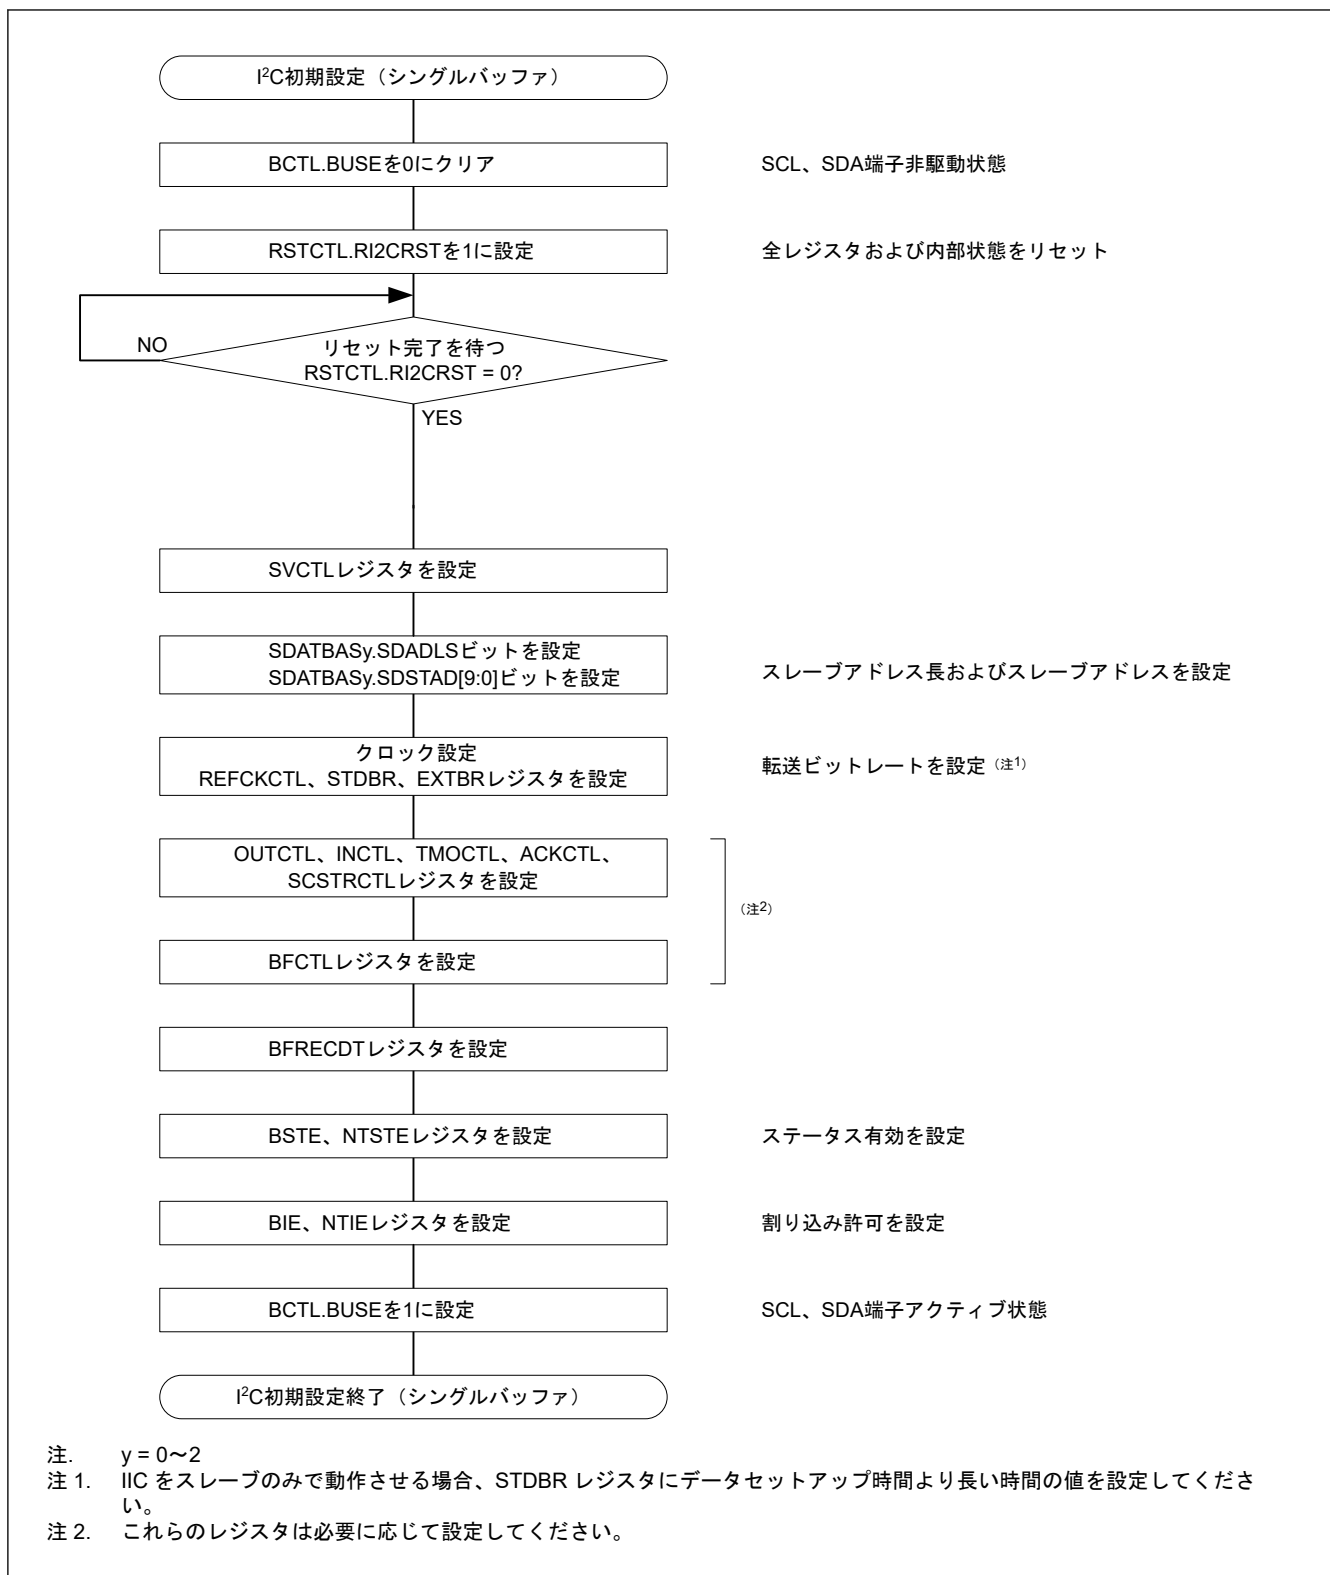 I²C初期設定（シングルバッファ）
BCTL.BUSEを0にクリア
SCL、SDA端子非駆動状態
RSTCTL.RI2CRSTを1に設定
全レジスタおよび内部状態をリセット
NO
リセット完了を待つ
RSTCTL.RI2CRST = 0?
YES
SVCTLレジスタを設定
SDATBASy.SDADLSビットを設定
SDATBASy.SDSTAD[9:0]ビットを設定
スレーブアドレス長およびスレーブアドレスを設定
クロック設定
REFCKCTL、STDBR、EXTBRレジスタを設定
転送ビットレートを設定（注1）
OUTCTL、INCTL、TMOCTL、ACKCTL、
SCSTRCTLレジスタを設定
（注2）
BFCTLレジスタを設定
BFRECDTレジスタを設定
BSTE、NTSTEレジスタを設定
ステータス有効を設定
BIE、NTIEレジスタを設定
割り込み許可を設定
BCTL.BUSEを1に設定
SCL、SDA端子アクティブ状態
I²C初期設定終了（シングルバッファ）
注. y = 0～2
注 1. IIC をスレーブのみで動作させる場合、STDBR レジスタにデータセットアップ時間より長い時間の値を設定してくださ
い。
注 2. これらのレジスタは必要に応じて設定してください。